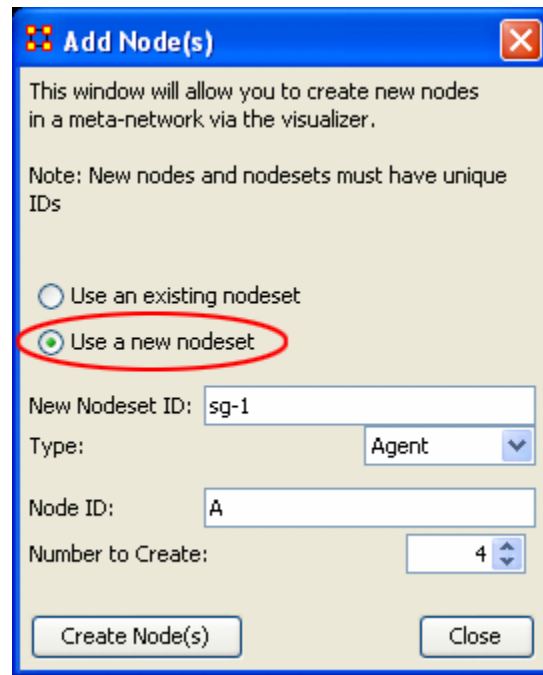 Add Node(s)
This window will allow you to create new nodes
in a meta-network via the visualizer.
Note: New nodes and nodesets must have unique
IDs
Use an existing nodeset
Use a new nodeset
New Nodeset ID: sg-1
Type: Agent
Node ID: A
Number to Create: 4
Create Node(s) Close